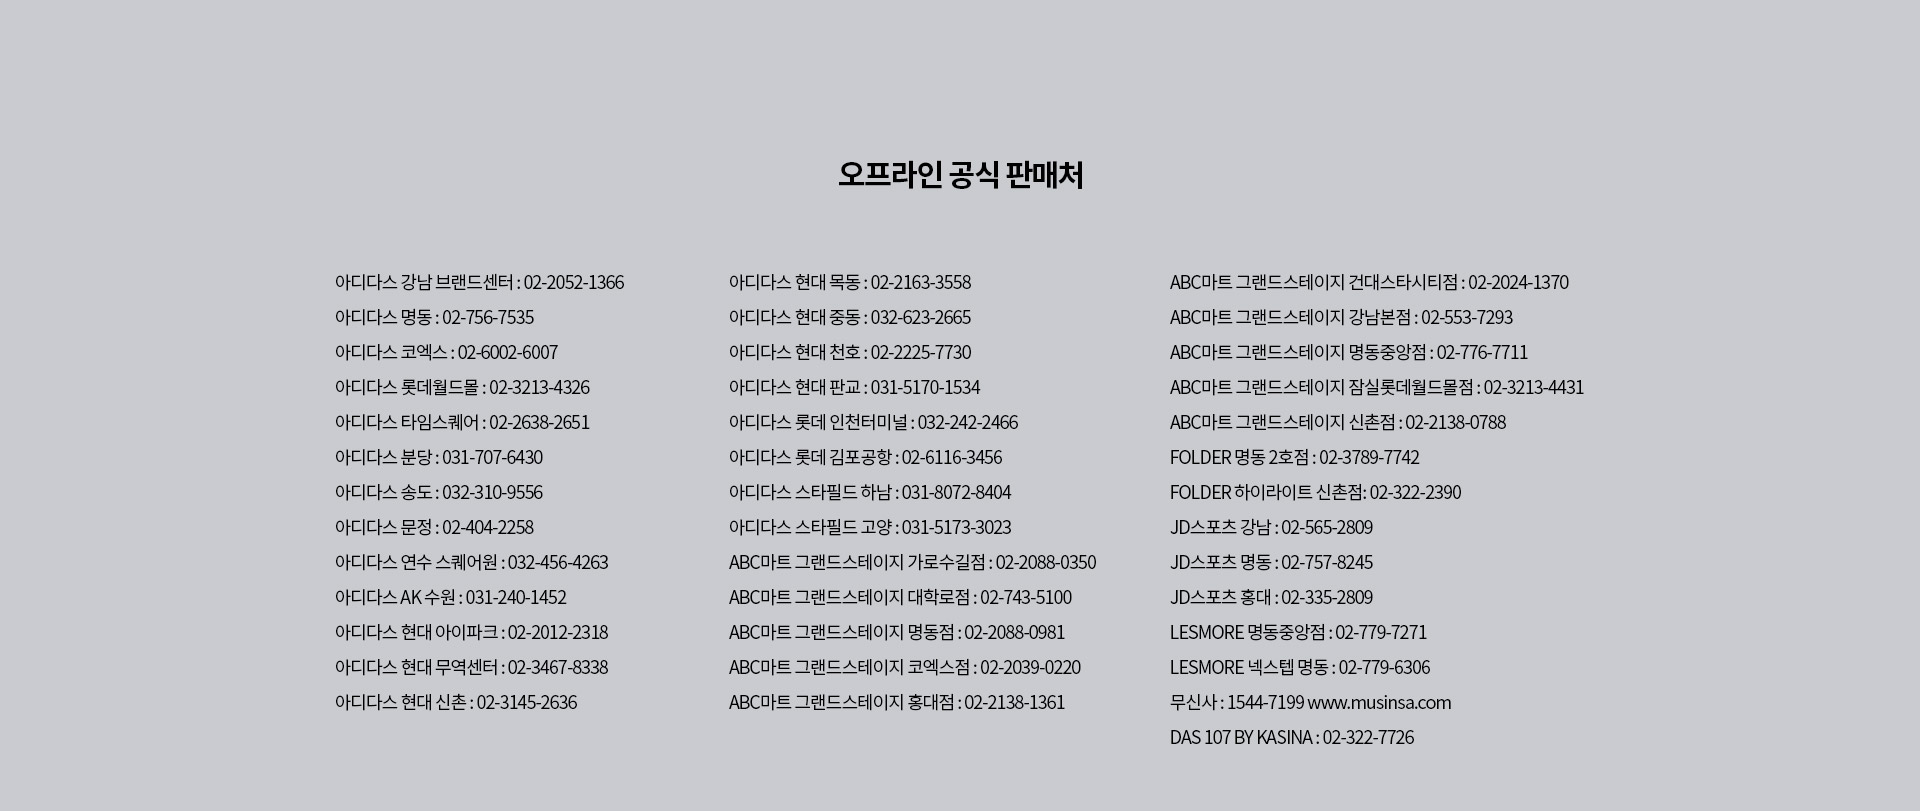 오프라인 공식 판매처
아디다스 강남 브랜드센터 : 02-2052-1366
아디다스 명동 : 02-756-7535
아디다스 코엑스 : 02-6002-6007
아디다스 롯데월드몰 : 02-3213-4326
아디다스 타임스퀘어 : 02-2638-2651
아디다스 분당 : 031-707-6430
아디다스 송도 : 032-310-9556
아디다스 문정 : 02-404-2258
아디다스 연수 스퀘어원 : 032-456-4263
아디다스 AK 수원 : 031-240-1452
아디다스 현대 아이파크 : 02-2012-2318
아디다스 현대 무역센터 : 02-3467-8338
아디다스 현대 신촌 : 02-3145-2636
아디다스 현대 목동 : 02-2163-3558
아디다스 현대 중동 : 032-623-2665
아디다스 현대 천호 : 02-2225-7730
아디다스 현대 판교 : 031-5170-1534
아디다스 롯데 인천터미널 : 032-242-2466
아디다스 롯데 김포공항 : 02-6116-3456
아디다스 스타필드 하남 : 031-8072-8404
아디다스 스타필드 고양 : 031-5173-3023
ABC마트 그랜드스테이지 가로수길점 : 02-2088-0350
ABC마트 그랜드스테이지 대학로점 : 02-743-5100
ABC마트 그랜드스테이지 명동점 : 02-2088-0981
ABC마트 그랜드스테이지 코엑스점 : 02-2039-0220
ABC마트 그랜드스테이지 홍대점 : 02-2138-1361
ABC마트 그랜드스테이지 건대스타시티점 : 02-2024-1370
ABC마트 그랜드스테이지 강남본점 : 02-553-7293
ABC마트 그랜드스테이지 명동중앙점 : 02-776-7711
ABC마트 그랜드스테이지 잠실롯데월드몰점 : 02-3213-4431
ABC마트 그랜드스테이지 신촌점 : 02-2138-0788
FOLDER 명동 2호점 : 02-3789-7742
FOLDER 하이라이트 신촌점: 02-322-2390
JD스포츠 강남 : 02-565-2809
JD스포츠 명동 : 02-757-8245
JD스포츠 홍대 : 02-335-2809
LESMORE 명동중앙점 : 02-779-7271
LESMORE 넥스텝 명동 : 02-779-6306
무신사 : 1544-7199 www.musinsa.com
DAS 107 BY KASINA : 02-322-7726